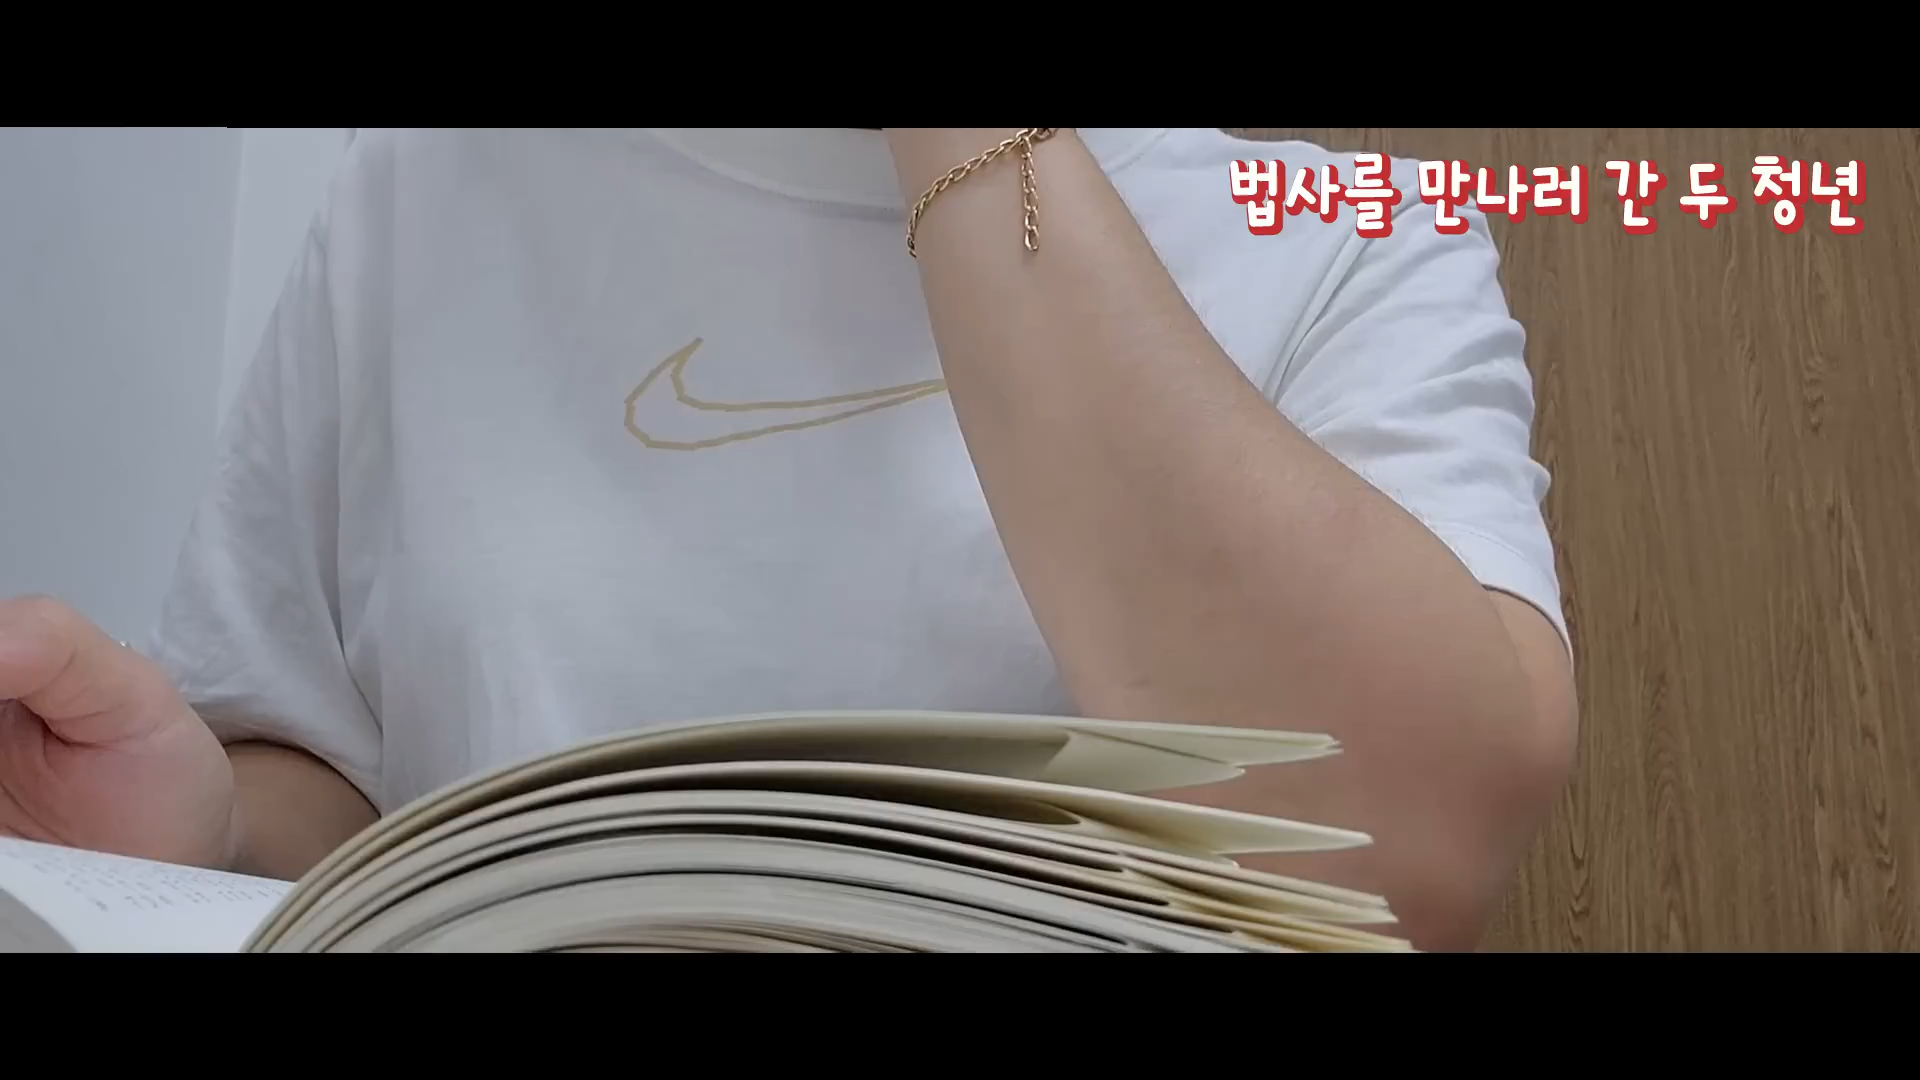 법사를 만나러 간 두 청년